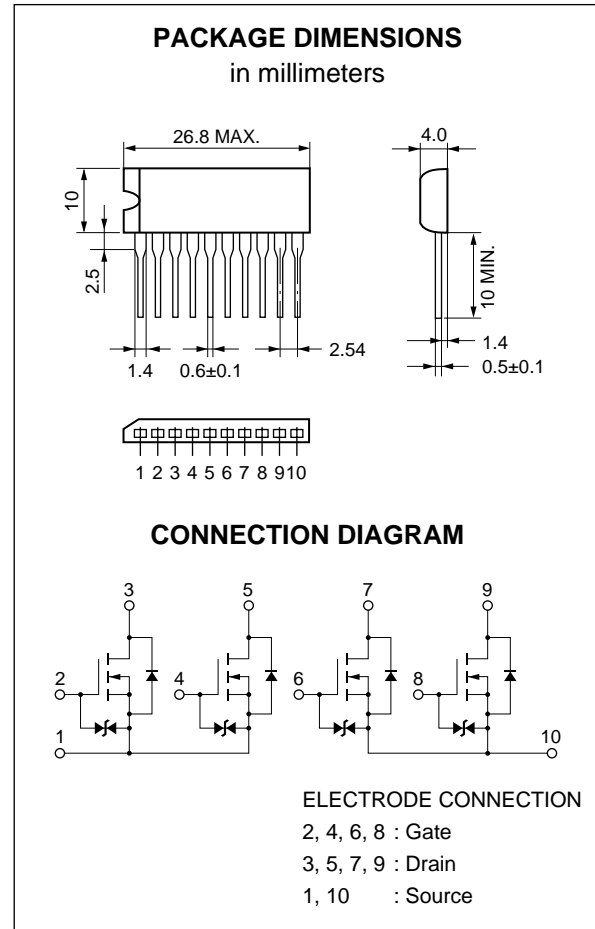 PACKAGE DIMENSIONS
in millimeters
26.8 MAX.
4.0
10
2.5
10 MIN.
2.54
1.4
1.4
0.6±0.1
0.5±0.1
1 2 3 4 5 6 7 8 9 10
CONNECTION DIAGRAM
3 5 7 9
2 4 6 8
1 10
ELECTRODE CONNECTION
2, 4, 6, 8 : Gate
3, 5, 7, 9 : Drain
1, 10 : Source